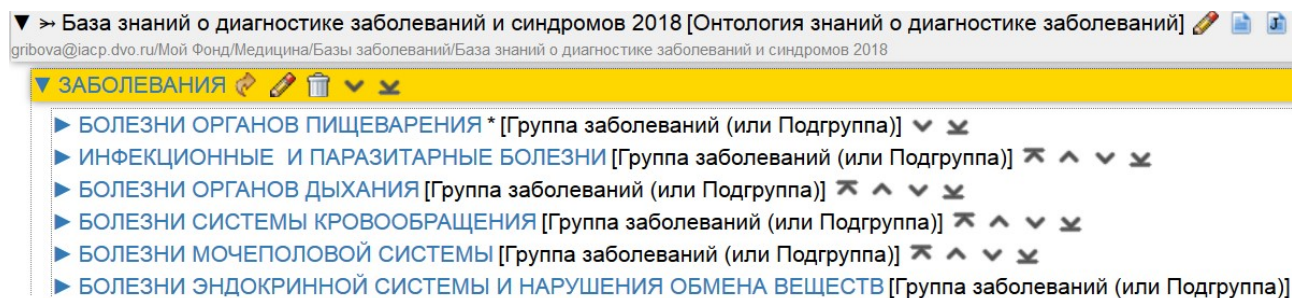 ▼ ➳ База знаний о диагностике заболеваний и синдромов 2018 [Онтология знаний о диагностике заболеваний]
gribova@iacp.dvo.ru/Мой Фонд/Медицина/Базы заболеваний/База знаний о диагностике заболеваний и синдромов 2018
▼ ЗАБОЛЕВАНИЯ
► БОЛЕЗНИ ОРГАНОВ ПИЩЕВАРЕНИЯ * [Группа заболеваний (или Подгруппа)]
► ИНФЕКЦИОННЫЕ И ПАРАЗИТАРНЫЕ БОЛЕЗНИ [Группа заболеваний (или Подгруппа)]
► БОЛЕЗНИ ОРГАНОВ ДЫХАНИЯ [Группа заболеваний (или Подгруппа)]
► БОЛЕЗНИ СИСТЕМЫ КРОВООБРАЩЕНИЯ [Группа заболеваний (или Подгруппа)]
► БОЛЕЗНИ МОЧЕПОЛОВОЙ СИСТЕМЫ [Группа заболеваний (или Подгруппа)]
► БОЛЕЗНИ ЭНДОКРИННОЙ СИСТЕМЫ И НАРУШЕНИЯ ОБМЕНА ВЕЩЕСТВ [Группа заболеваний (или Подгруппа)]